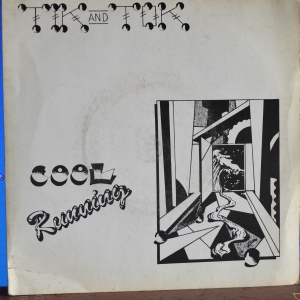 TIK AND TOK
COOL
Running